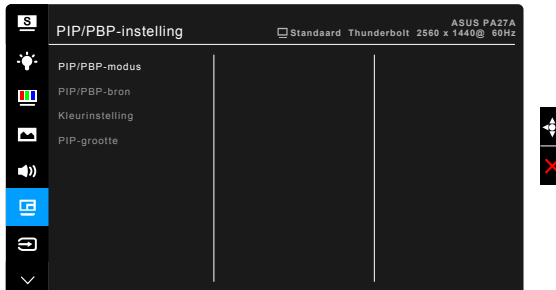 S
PIP/PBP-instelling
ASUS PA27A
Standaard Thunderbolt 2560 x 1440@ 60Hz
PIP/PBP-modus
PIP/PBP-bron
Kleurinstelling
PIP-grootte